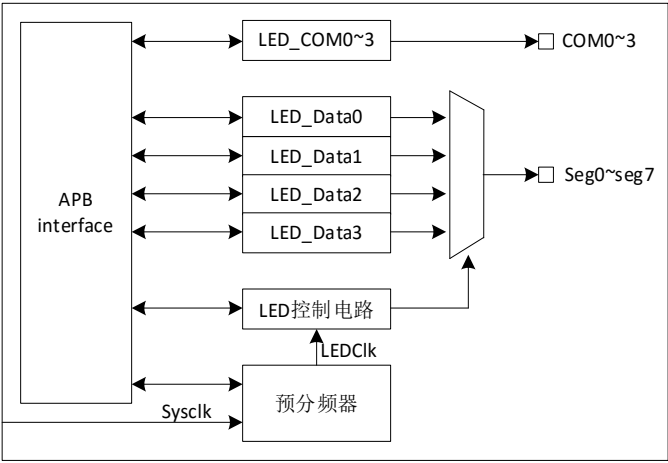 LED_COM0~3
COM0~3
LED_Data0
LED_Data1
LED_Data2
LED_Data3
Seg0~seg7
APB
interface
LED控制电路
LEDClk
预分频器
Sysclk